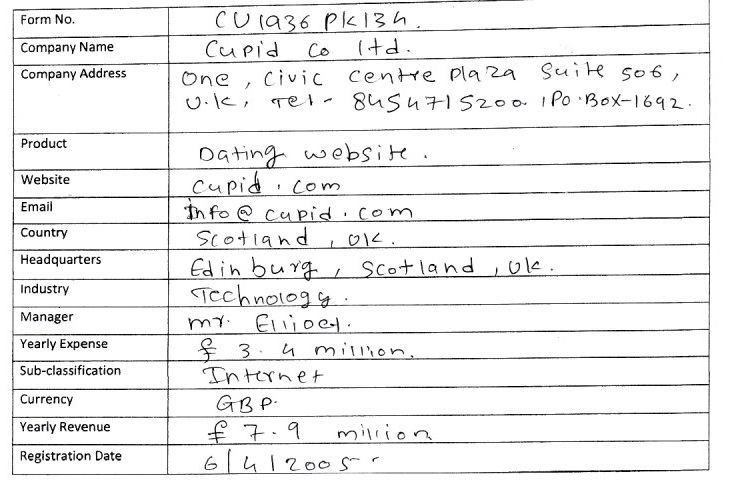 Form No. CU1936 PK134.
Company Name Cupid Co Itd.
Company Address One, Civic Centre Plaza Suite 506,
U.K, Tel - 8454715200. PO.Box-1692.
Product Dating website.
Website cupid.com
Email Info@cupid.com
Country Scotland, UK.
Headquarters Edinburg, Scotland, Uk.
Industry Technology.
Manager mr.
Yearly Expense £ 3.4 million.
Sub-classification Internet
Currency GBP.
Yearly Revenue £ 7.9 million
Registration Date 6/4/2005